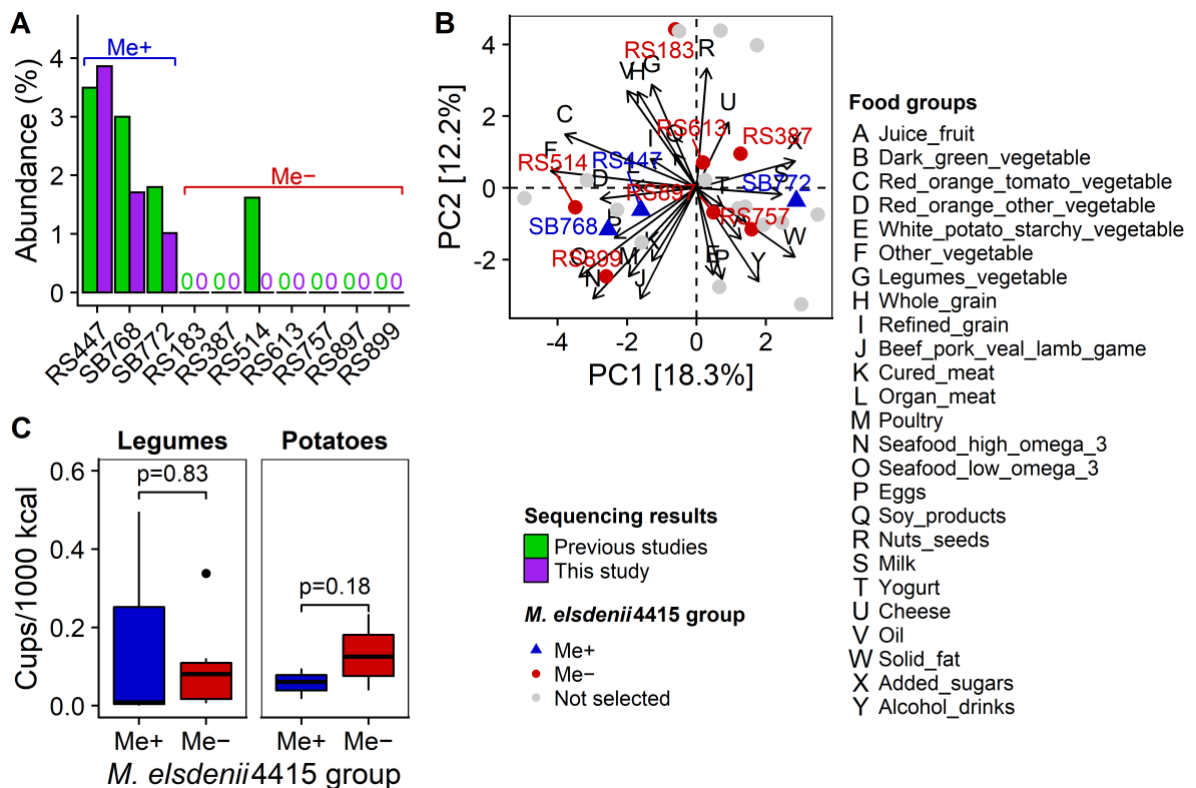 A
Abundance (%)
4
3
2
1
0
Me+
Me−
0 0 0 0 0 0 0 0 0 0 0 0 0
RS447
SB768
SB772
RS183
RS387
RS514
RS613
RS757
RS897
RS899
B
PC2 [12.2%]
4
2
0
-2
-4
-2
0
2
PC1 [18.3%]
RS183
R
V
H
G
U
C
RS613
RS387
I
Q
X
F
RS514
RS447
S
D
T
SB772
SB768
RS757
W
RS899
M
N
J
E
P
Y
Food groups
A Juice_fruit
B Dark_green_vegetable
C Red_orange_tomato_vegetable
D Red_orange_other_vegetable
E White_potato_starchy_vegetable
F Other_vegetable
G Legumes_vegetable
H Whole_grain
I Refined_grain
J Beef_pork_veal_lamb_game
K Cured_meat
L Organ_meat
M Poultry
N Seafood_high_omega_3
O Seafood_low_omega_3
P Eggs
Q Soy_products
R Nuts_seeds
S Milk
T Yogurt
U Cheese
V Oil
W Solid_fat
X Added_sugars
Y Alcohol_drinks
C
Legumes
Potatoes
Cups/1000 kcal
0.6
0.4
0.2
0.0
p=0.83
p=0.18
Me+
Me−
Me+
Me−
M. elsdenii 4415 group
Sequencing results
Previous studies
This study
M. elsdenii 4415 group
Me+
Me−
Not selected